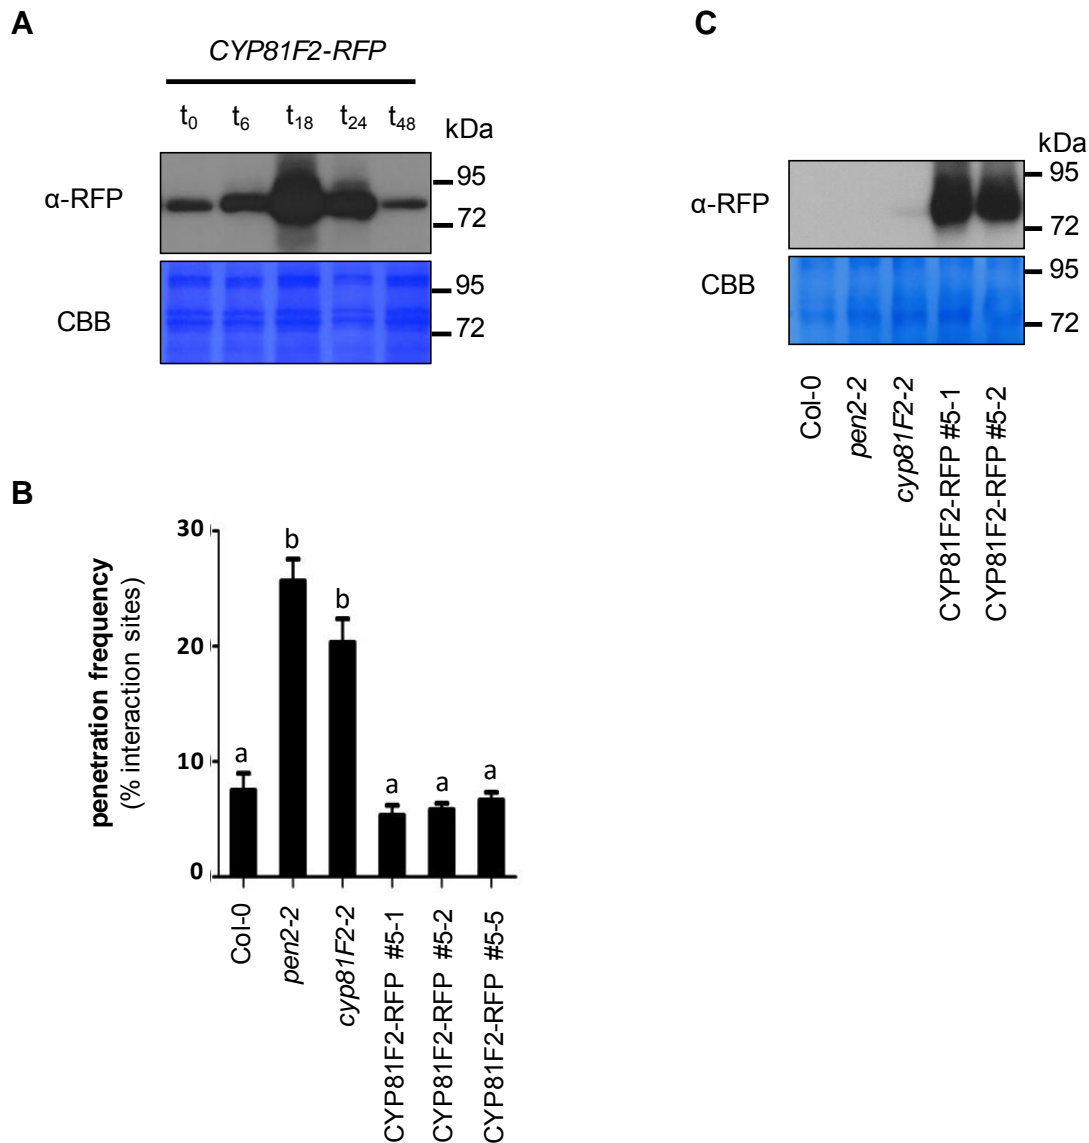 A
CYP81F2-RFP
t0 t6 t18 t24 t48
kDa
α-RFP
95
72
CBB
95
72
C
kDa
α-RFP
95
72
CBB
95
72
Col-0
pen2-2
cyp81F2-2
CYP81F2-RFP #5-1
CYP81F2-RFP #5-2
B
penetration frequency
(% interaction sites)
30
20
10
0
a
b
b
a
a
a
Col-0
pen2-2
cyp81F2-2
CYP81F2-RFP #5-1
CYP81F2-RFP #5-2
CYP81F2-RFP #5-5